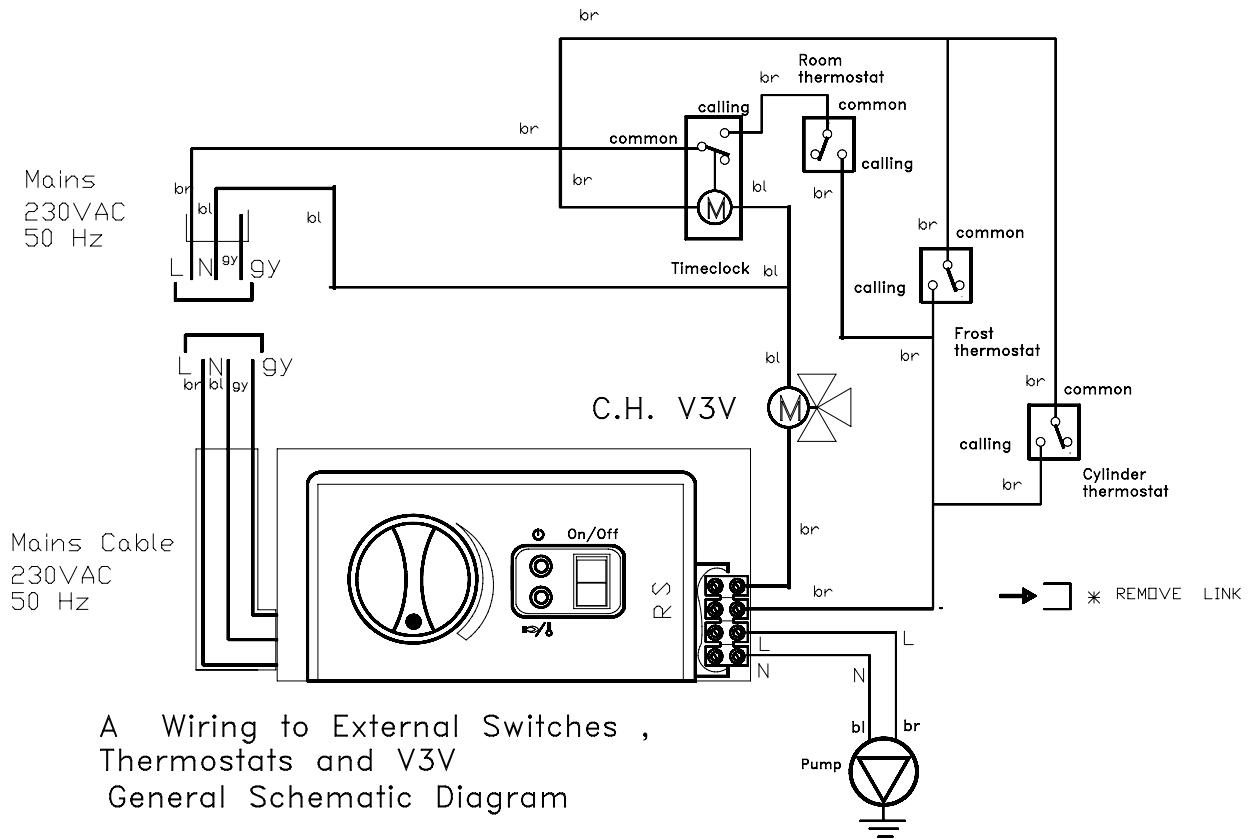 br
Room
thermostat
br
calling
common
br
common
calling
Mains
230VAC
50 Hz
br
bl
br
bl
bl
M
br
br
common
L N gy gy
Timeclock
bl
calling
Frost
thermostat
L N gy
br bl gy
bl
br
br
common
C.H. V3V
M
calling
br
Cylinder
thermostat
Mains Cable
230VAC
50 Hz
On/Off
br
RS
br
* REMOVE LINK
L
L
N
N
bl
br
A Wiring to External Switches ,
Thermostats and V3V
General Schematic Diagram
Pump